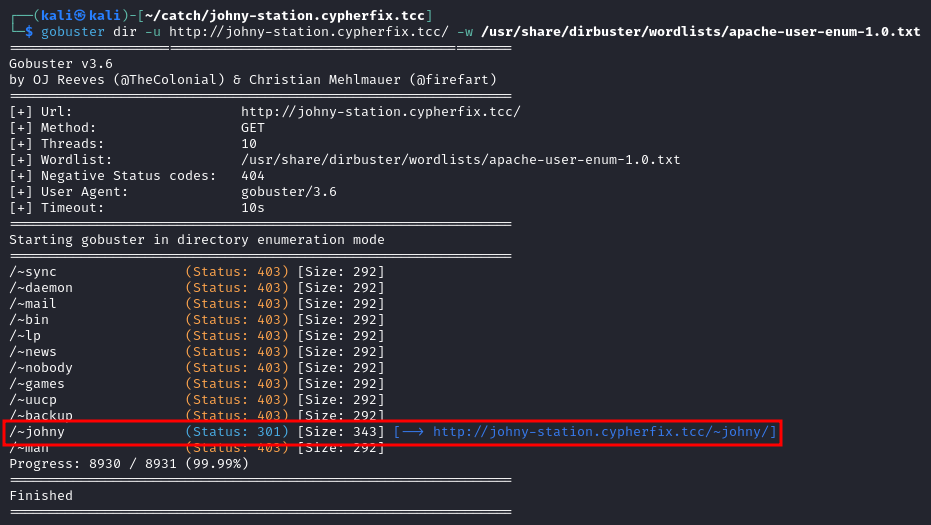 ┌──(kali㉿kali)-[~/catch/johny-station.cypherfix.tcc]
└─$ gobuster dir -u http://johny-station.cypherfix.tcc/ -w /usr/share/dirbuster/wordlists/apache-user-enum-1.0.txt
===============================================================
Gobuster v3.6
by OJ Reeves (@TheColonial) & Christian Mehlmauer (@firefart)
===============================================================
[+] Url:                     http://johny-station.cypherfix.tcc/
[+] Method:                  GET
[+] Threads:                 10
[+] Wordlist:                /usr/share/dirbuster/wordlists/apache-user-enum-1.0.txt
[+] Negative Status codes:   404
[+] User Agent:              gobuster/3.6
[+] Timeout:                 10s
===============================================================
Starting gobuster in directory enumeration mode
===============================================================
/~sync                (Status: 403) [Size: 292]
/~daemon              (Status: 403) [Size: 292]
/~mail                (Status: 403) [Size: 292]
/~bin                 (Status: 403) [Size: 292]
/~lp                  (Status: 403) [Size: 292]
/~news                (Status: 403) [Size: 292]
/~nobody              (Status: 403) [Size: 292]
/~games               (Status: 403) [Size: 292]
/~uucp                (Status: 403) [Size: 292]
/~backup              (Status: 403) [Size: 292]
/~johny               (Status: 301) [Size: 343] [--> http://johny-station.cypherfix.tcc/~johny/]
/~man                 (Status: 403) [Size: 292]
Progress: 8930 / 8931 (99.99%)
===============================================================
Finished
===============================================================